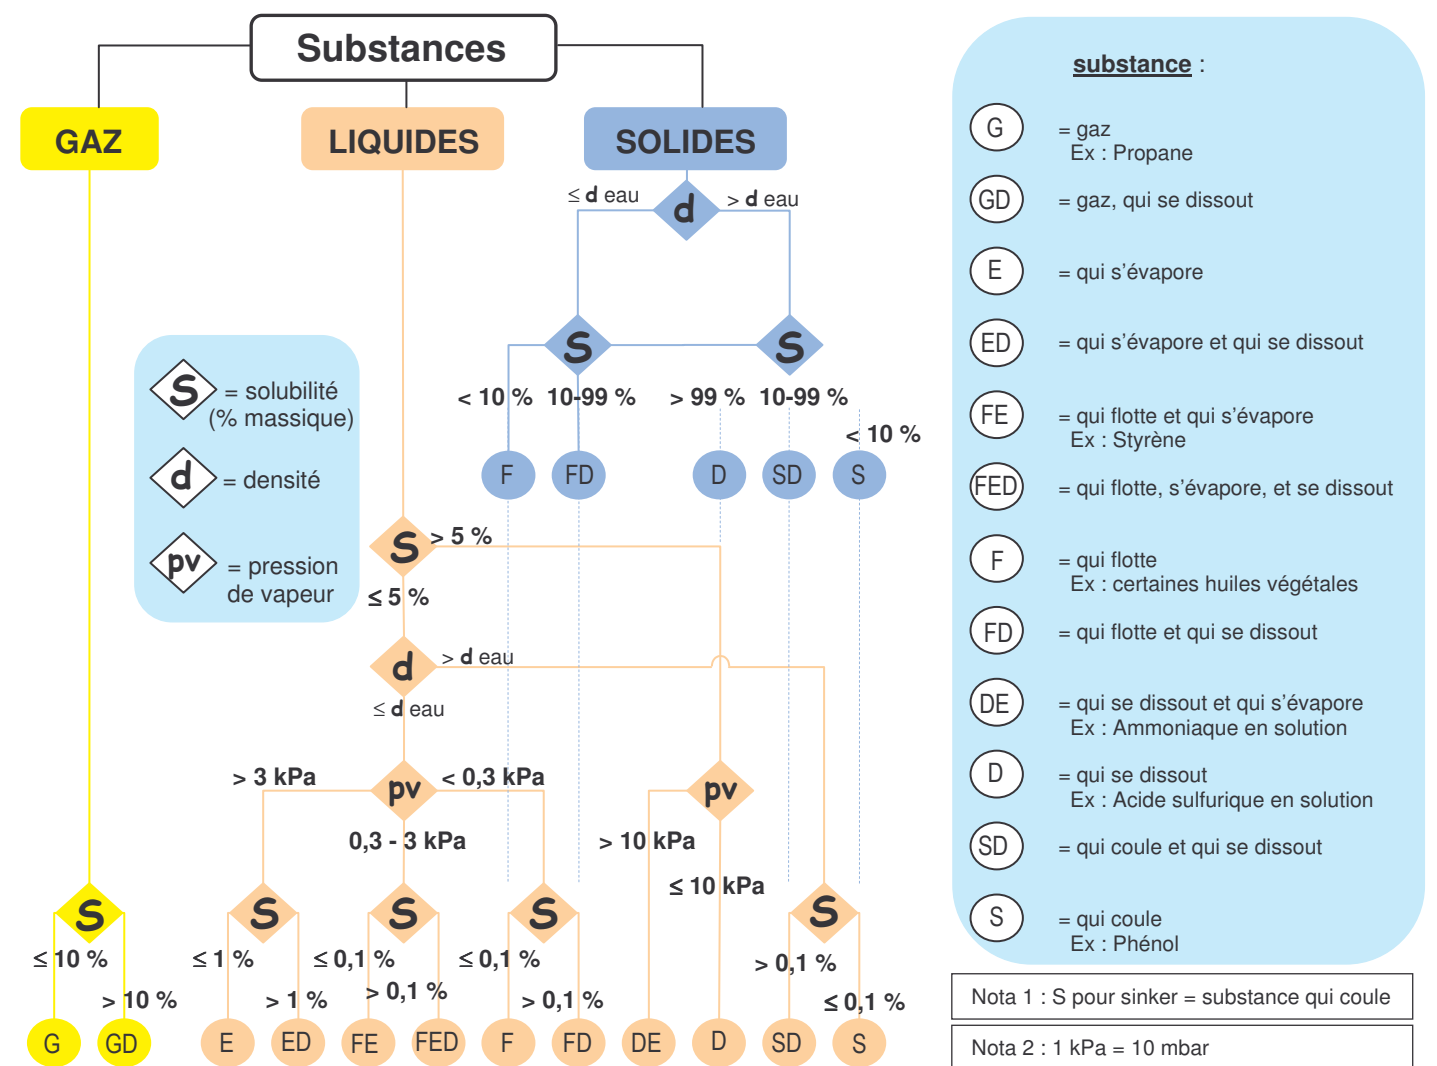 Substances
GAZ
LIQUIDES
SOLIDES
≤ d eau
d
> d eau
S
S
< 10 %
10-99 %
> 99 %
10-99 %
< 10 %
F
FD
D
SD
S
S = solubilité
(% massique)
d = densité
pv = pression
de vapeur
S
> 5 %
≤ 5 %
d
> d eau
≤ d eau
> 3 kPa
pv
< 0,3 kPa
0,3 - 3 kPa
pv
> 10 kPa
≤ 10 kPa
S
S
S
S
S
≤ 10 %
> 10 %
≤ 1 %
> 1 %
≤ 0,1 %
> 0,1 %
≤ 0,1 %
> 0,1 %
> 0,1 %
≤ 0,1 %
G
GD
E
ED
FE
FED
F
FD
DE
D
SD
S
substance :
G = gaz
Ex : Propane
GD = gaz, qui se dissout
E = qui s’évapore
ED = qui s’évapore et qui se dissout
FE = qui flotte et qui s’évapore
Ex : Styrène
FED = qui flotte, s’évapore, et se dissout
F = qui flotte
Ex : certaines huiles végétales
FD = qui flotte et qui se dissout
DE = qui se dissout et qui s’évapore
Ex : Ammoniaque en solution
D = qui se dissout
Ex : Acide sulfurique en solution
SD = qui coule et qui se dissout
S = qui coule
Ex : Phénol
Nota 1 : S pour sinker = substance qui coule
Nota 2 : 1 kPa = 10 mbar